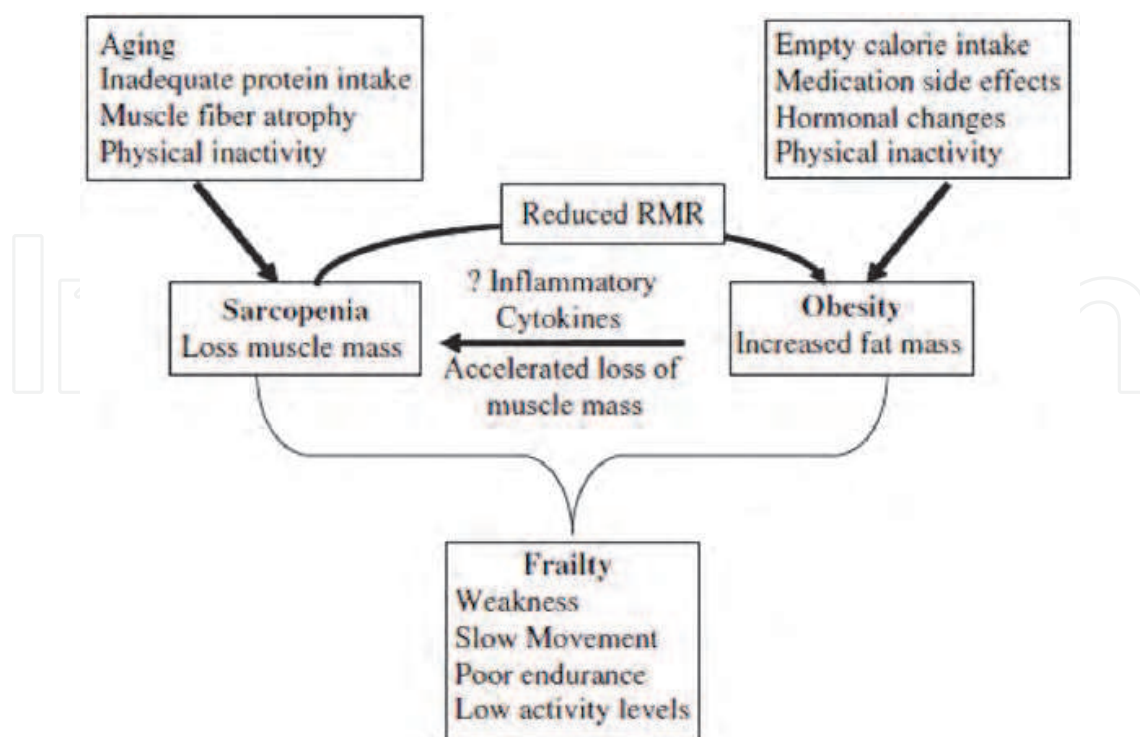 Aging
Inadequate protein intake
Muscle fiber atrophy
Physical inactivity
Empty calorie intake
Medication side effects
Hormonal changes
Physical inactivity
Reduced RMR
? Inflammatory
Cytokines
Sarcopenia
Loss muscle mass
Obesity
Increased fat mass
Accelerated loss of
muscle mass
Frailty
Weakness
Slow Movement
Poor endurance
Low activity levels